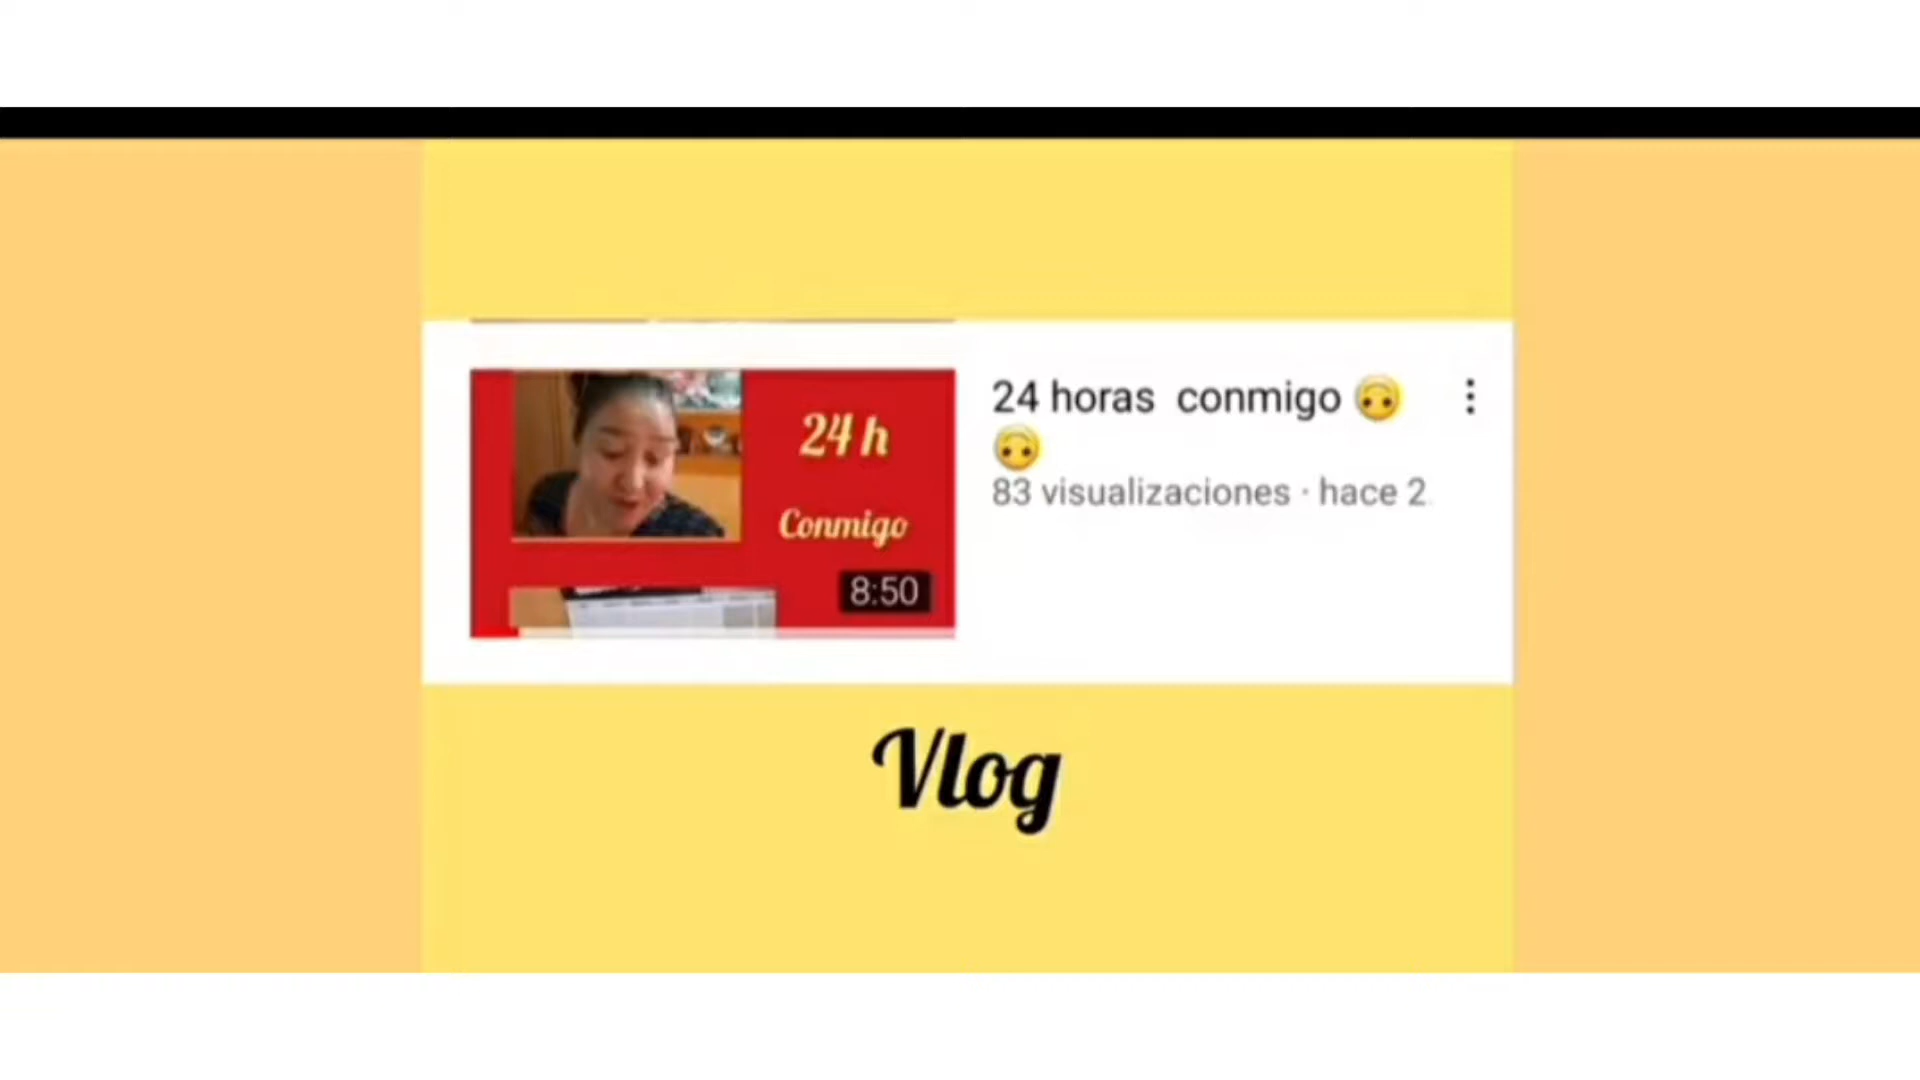 24 h
Conmigo
8:50
24 horas conmigo 🙃
🙃
83 visualizaciones · hace 2
Vlog